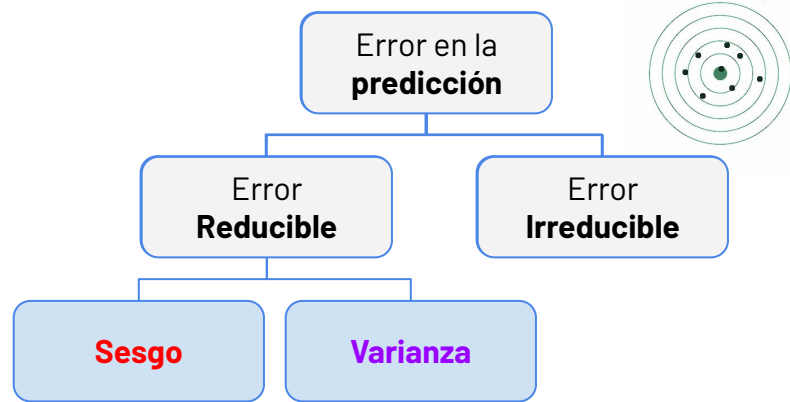 Error en la
predicción
Error
Reducible
Error
Irreducible
Sesgo
Varianza